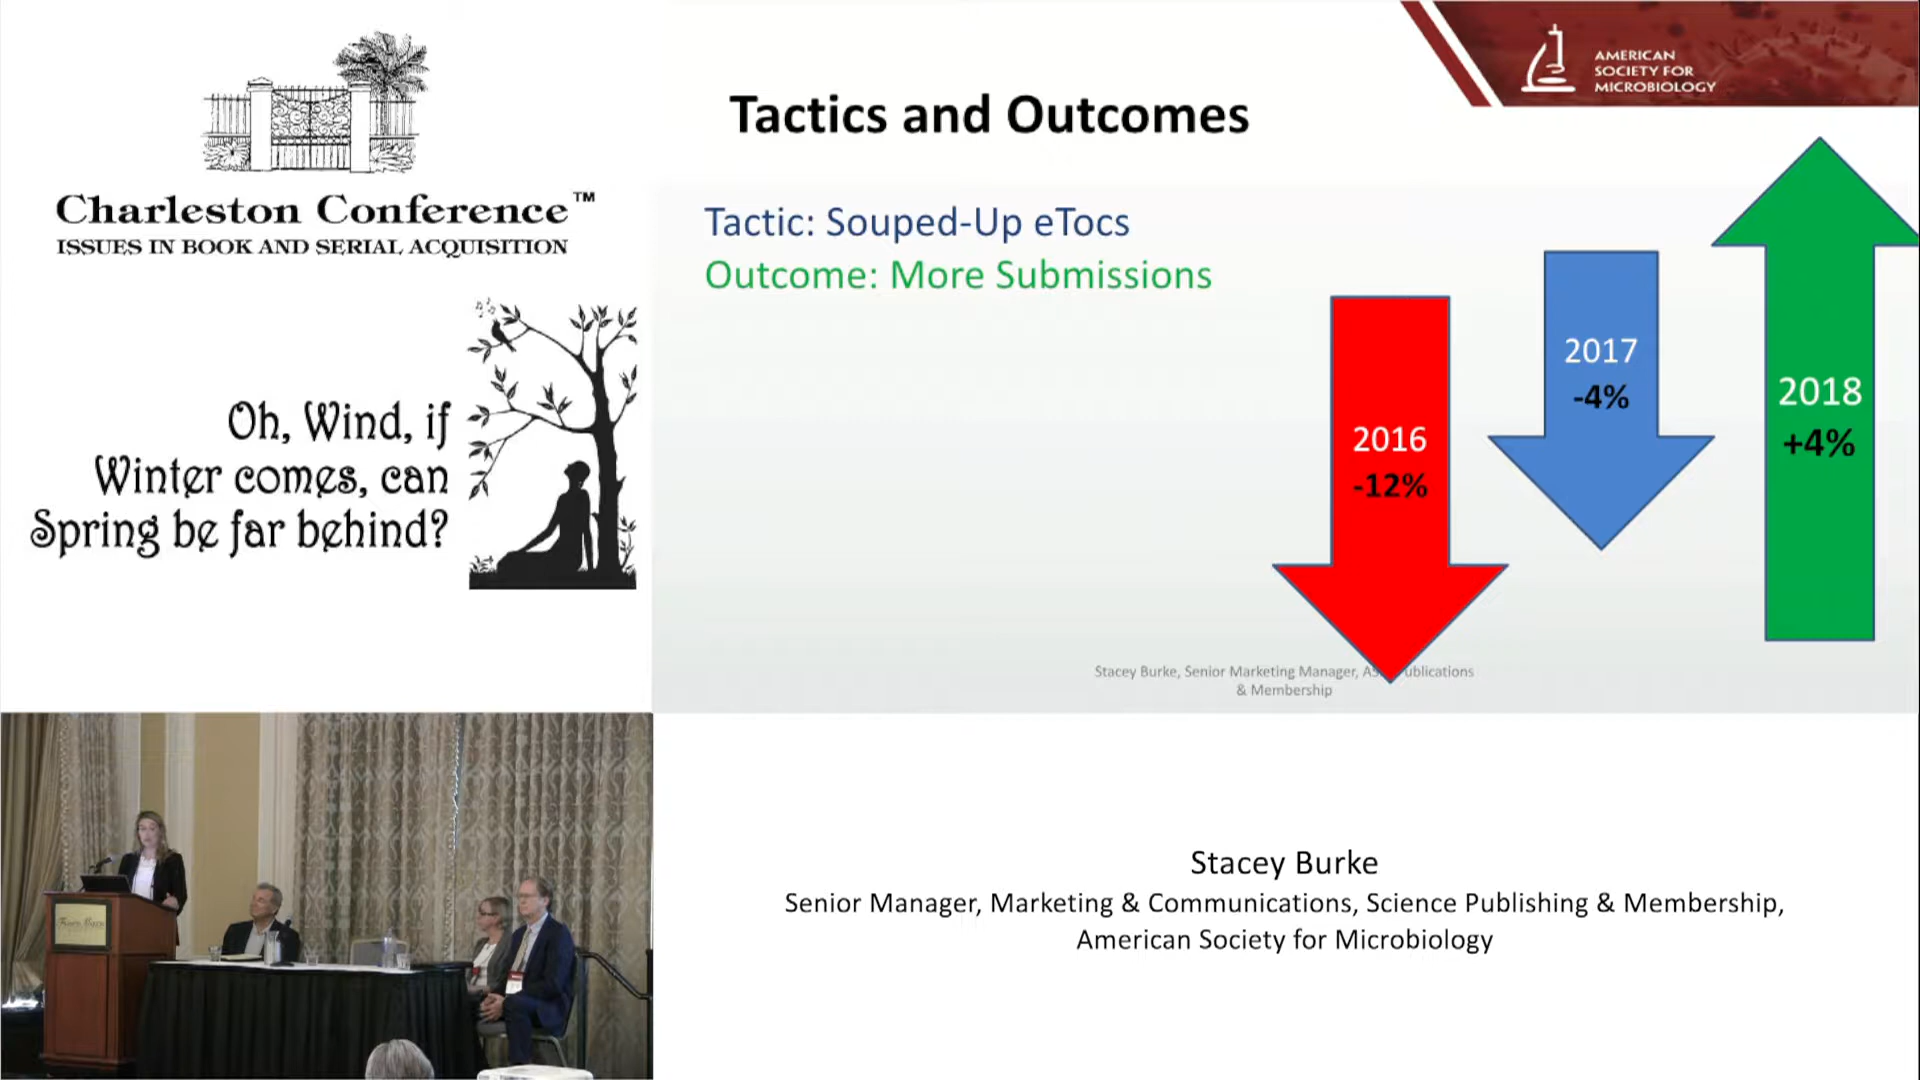 Charleston Conference™
ISSUES IN BOOK AND SERIAL ACQUISITION
Oh, Wind, if
Winter comes, can
Spring be far behind?
AMERICAN
SOCIETY FOR
MICROBIOLOGY
Tactics and Outcomes
Tactic: Souped-Up eTocs
Outcome: More Submissions
2016
-12%
2017
-4%
2018
+4%
Stacey Burke, Senior Marketing Manager,
& Membership
Stacey Burke
Senior Manager, Marketing & Communications, Science Publishing & Membership,
American Society for Microbiology